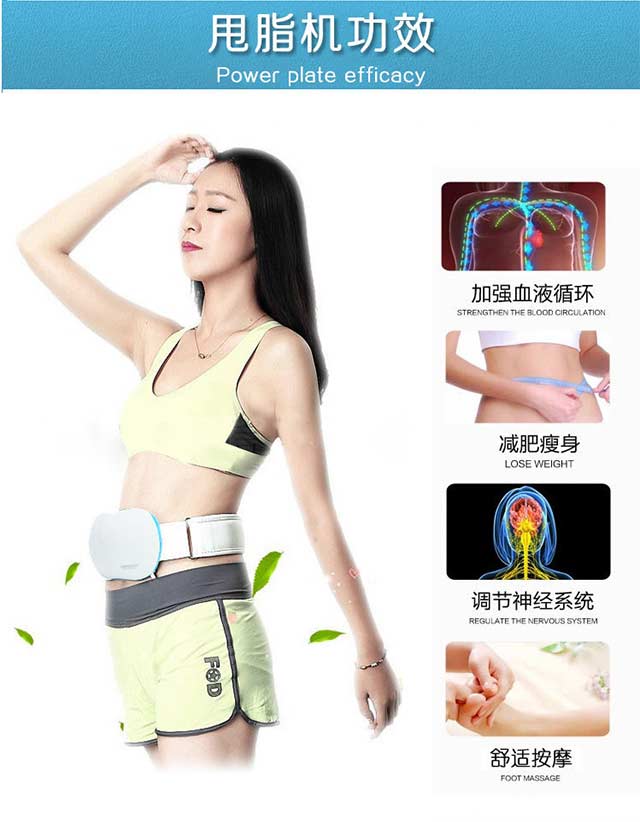 甩脂机功效
Power plate efficacy
加强血液循环
STRENGTHEN THE BLOOD CIRCULATION
减肥瘦身
LOSE WEIGHT
FOD
调节神经系统
REGULATE THE NERVOUS SYSTEM
舒适按摩
FOOT MASSAGE